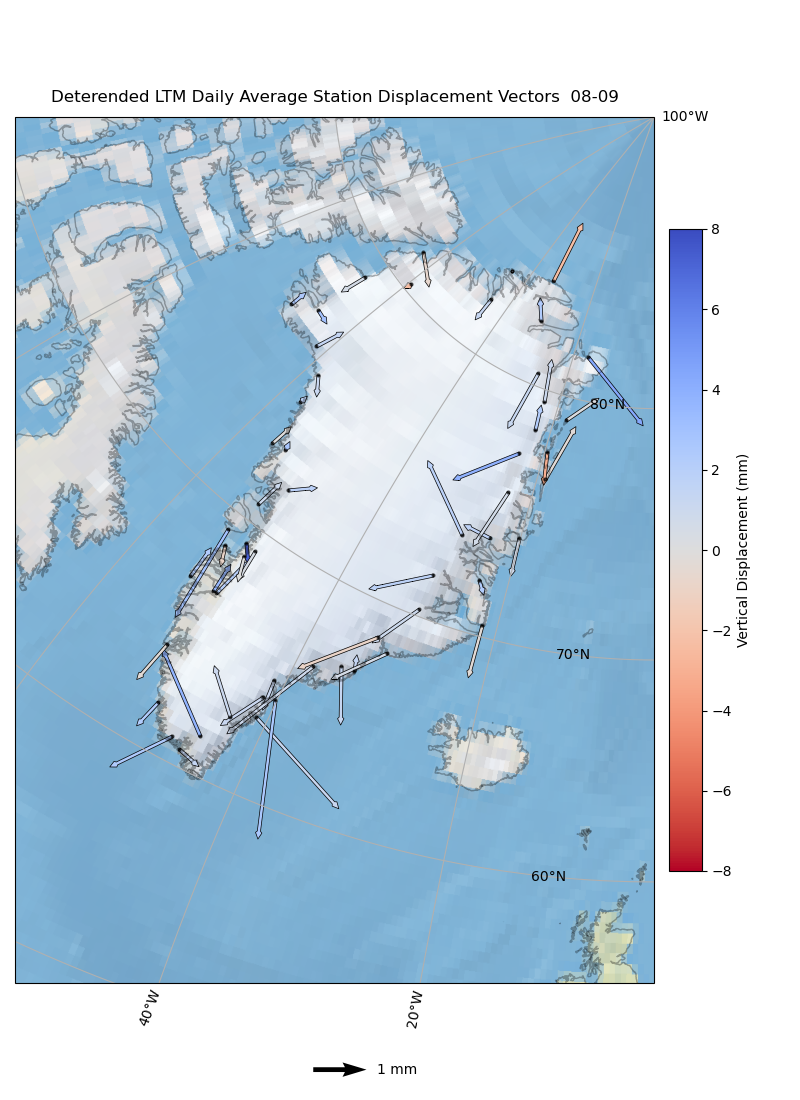 Deterended LTM Daily Average Station Displacement Vectors  08-09
100°W
8
6
4
2
0
−2
−4
−6
−8
Vertical Displacement (mm)
80°N
70°N
60°N
40°W
20°W
1 mm